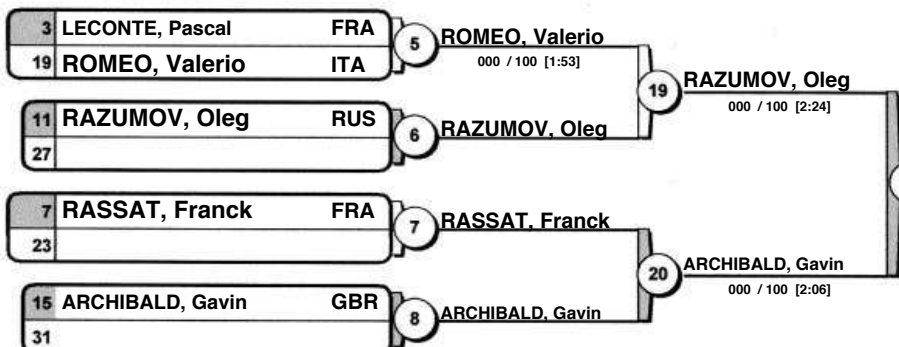 3 LECONTE, Pascal FRA
19 ROMEO, Valerio ITA
5
ROMEO, Valerio
000 / 100 [1:53]
11 RAZUMOV, Oleg RUS
27
6
RAZUMOV, Oleg
19
RAZUMOV, Oleg
000 / 100 [2:24]
7 RASSAT, Franck FRA
23
7
RASSAT, Franck
15 ARCHIBALD, Gavin GBR
31
8
ARCHIBALD, Gavin
20
ARCHIBALD, Gavin
000 / 100 [2:06]